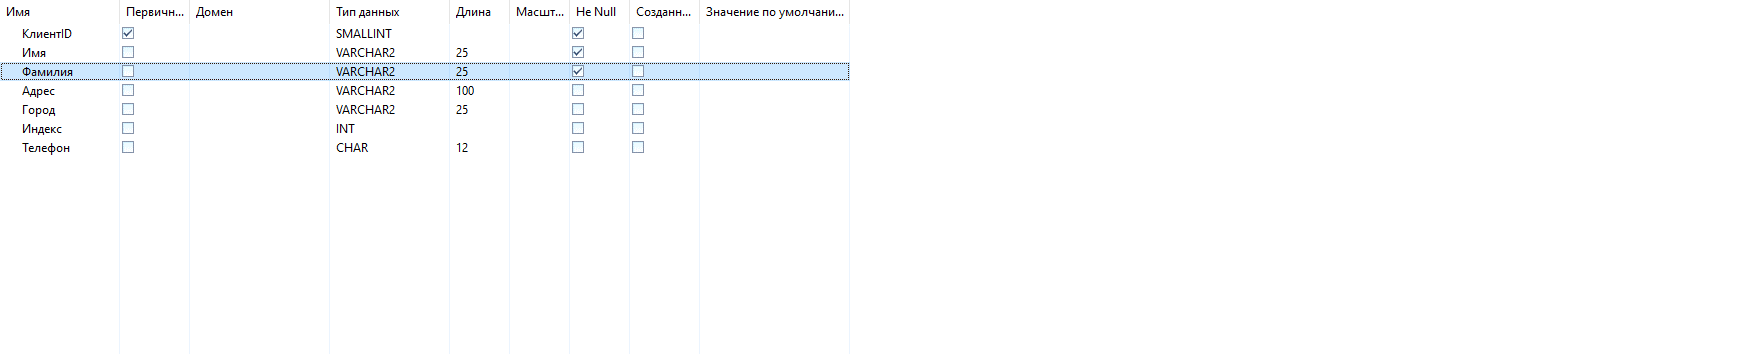 Имя Первичн... Домен Тип данных Длина Масшт... Не Null Созданн... Значение по умолчани...
КлиентID SMALLINT
Имя VARCHAR2 25
Фамилия VARCHAR2 25
Адрес VARCHAR2 100
Город VARCHAR2 25
Индекс INT
Телефон CHAR 12